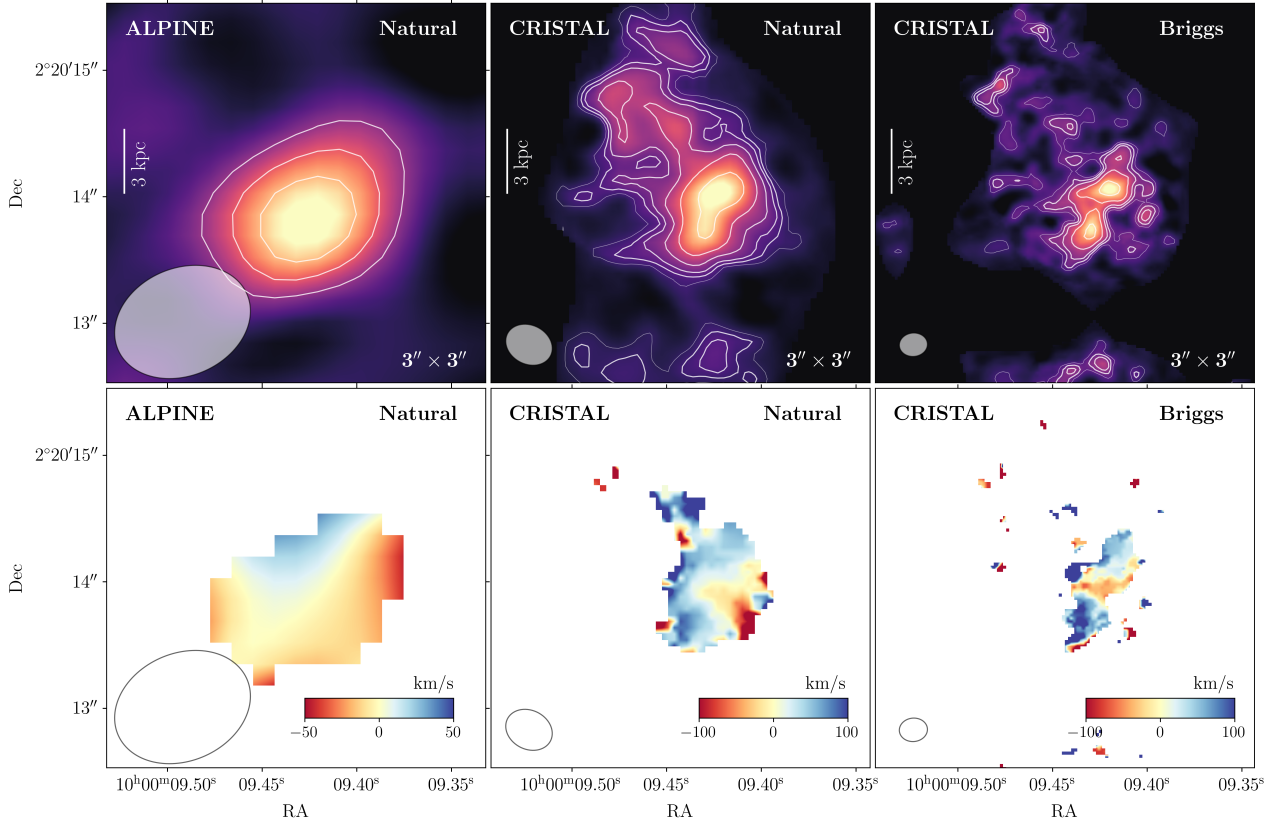 ALPINE Natural
CRISTAL Natural
CRISTAL Briggs
2°20′15″
14″
13″
Dec
3 kpc
3 kpc
3 kpc
3″ × 3″
3″ × 3″
3″ × 3″
ALPINE Natural
CRISTAL Natural
CRISTAL Briggs
2°20′15″
14″
13″
Dec
km/s
−50 0 50
km/s
−100 0 100
km/s
−100 0 100
10ʰ00ᵐ09.50ˢ 09.45ˢ 09.40ˢ 09.35ˢ
10ʰ00ᵐ09.50ˢ 09.45ˢ 09.40ˢ 09.35ˢ
10ʰ00ᵐ09.50ˢ 09.45ˢ 09.40ˢ 09.35ˢ
RA
RA
RA